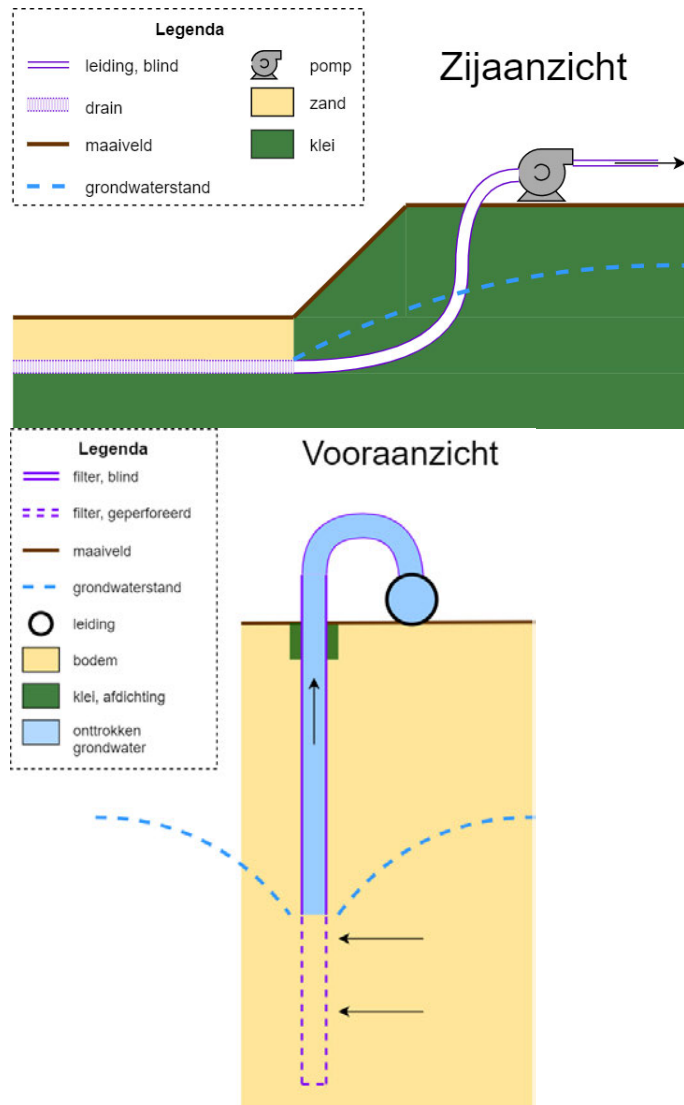 Legenda
leiding, blind
pomp
drain
zand
maaiveld
klei
grondwaterstand
Zijaanzicht
Legenda
filter, blind
filter, geperforeerd
maaiveld
grondwaterstand
leiding
bodem
klei, afdichting
onttrokken
grondwater
Vooraanzicht